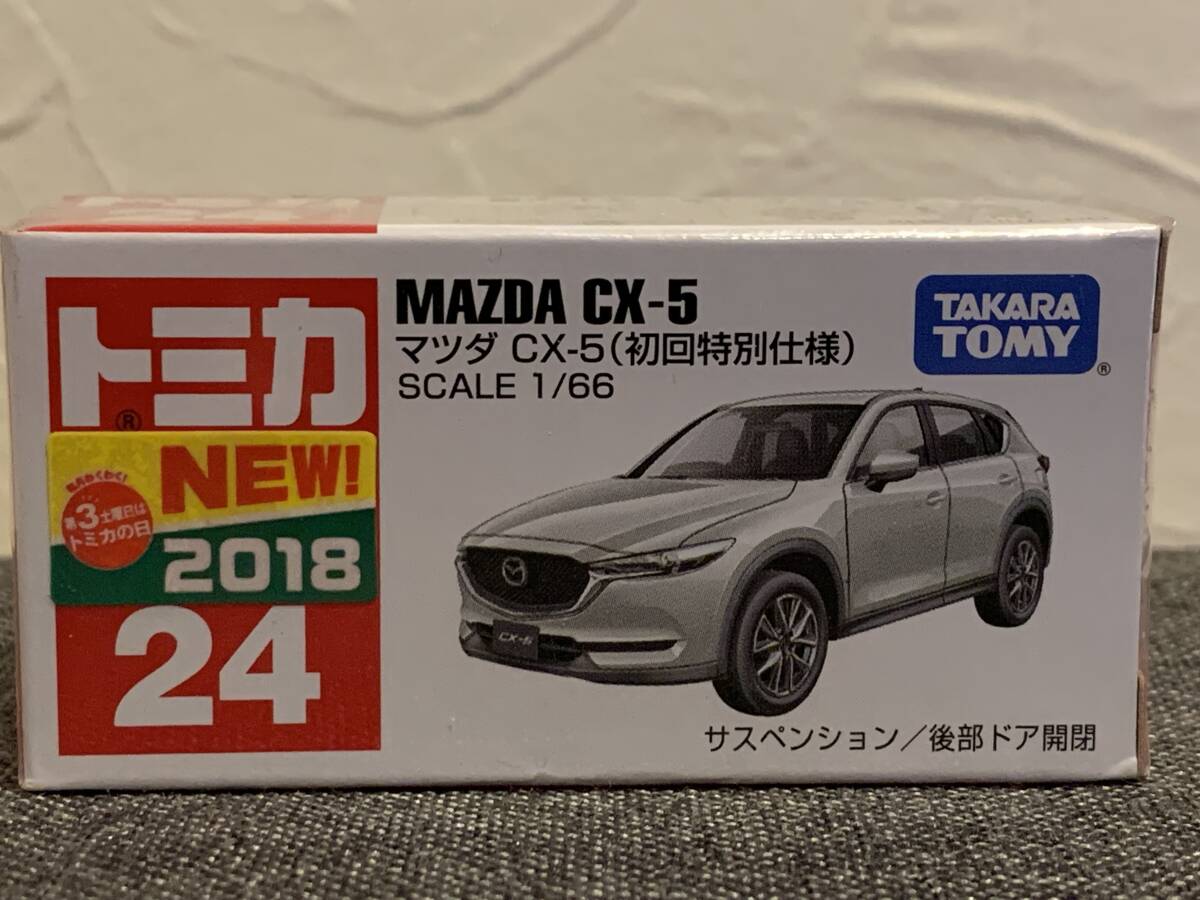 トミカ
®
MAZDA CX-5
マツダ CX-5(初回特別仕様)
SCALE 1/66
TAKARA
TOMY
®
NEW!
第3土曜日は
トミカの日
2018
24
CX-5
サスペンション/後部ドア開閉